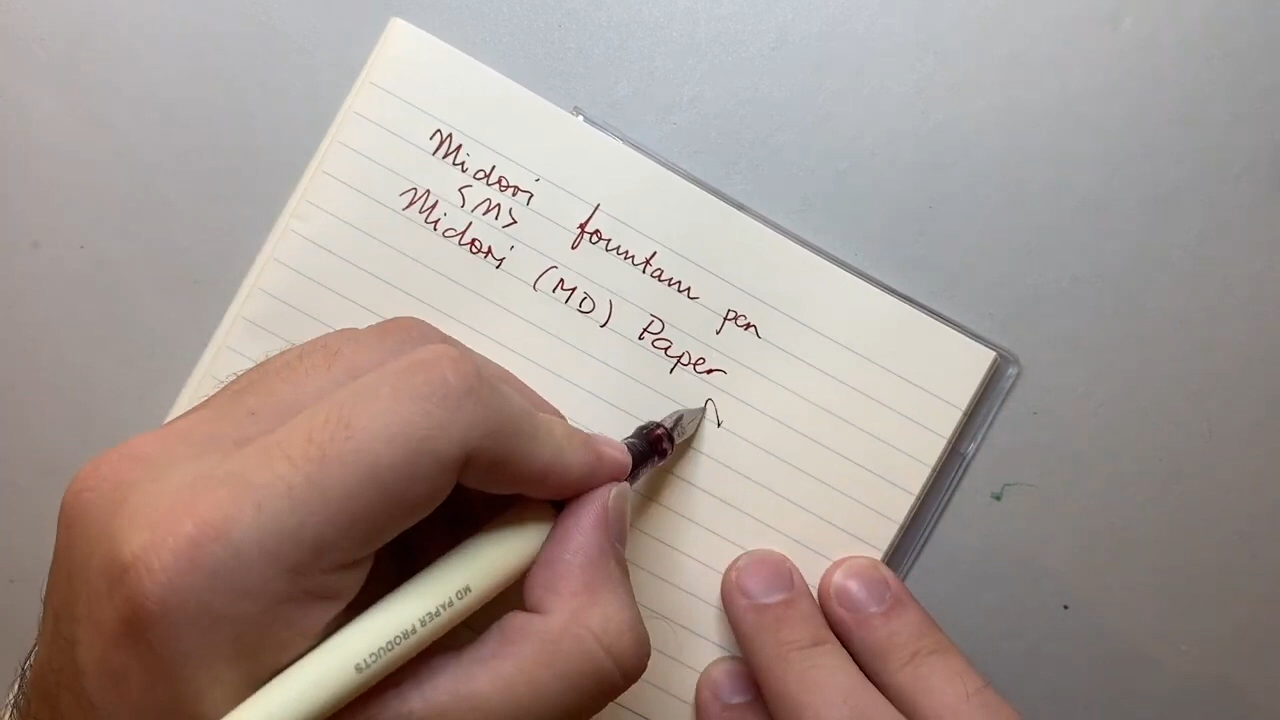 Midori fountain pen
<M>
Midori (MD) Paper
MD PAPER PRODUCTS